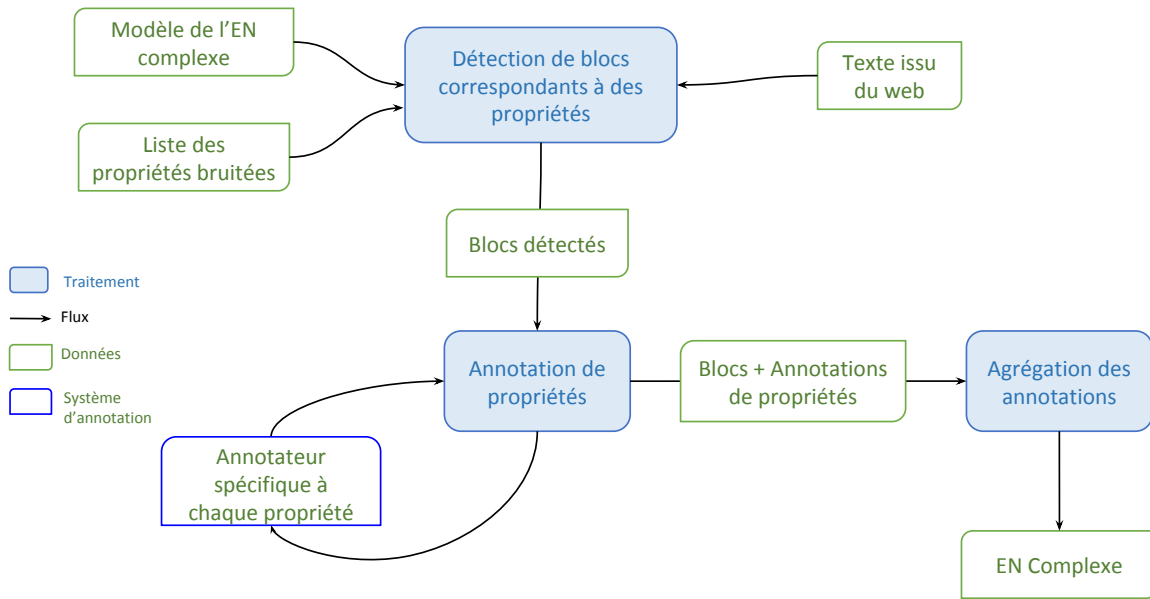 Modèle de l'EN
complexe
Détection de blocs
correspondants à des
propriétés
Texte issu
du web
Liste des
propriétés bruitées
Blocs détectés
Traitement
Flux
Données
Système
d'annotation
Annotation de
propriétés
Blocs + Annotations
de propriétés
Agrégation des
annotations
Annotateur
spécifique à
chaque propriété
EN Complexe